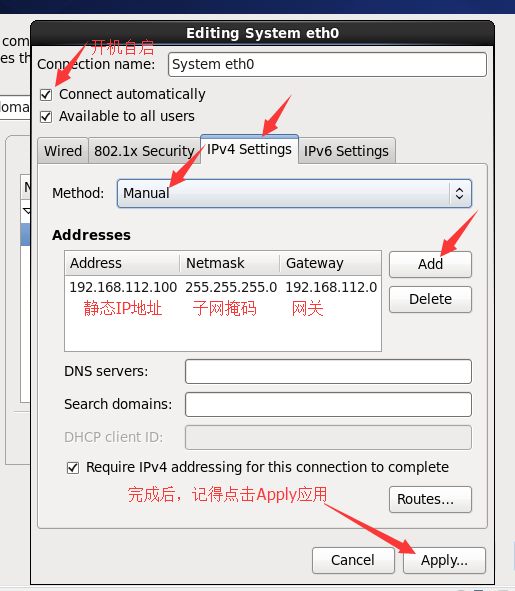 Editing System eth0
com
开机自启
es th
Connection name: System eth0
Connect automatically
oma
Available to all users
Wired 802.1x Security IPv4 Settings IPv6 Settings
Method: Manual
Addresses
Address Netmask Gateway
Add
192.168.112.100 255.255.255.0 192.168.112.0
静态IP地址 子网掩码 网关
Delete
DNS servers:
Search domains:
DHCP client ID:
Require IPv4 addressing for this connection to complete
完成后，记得点击Apply应用
Routes...
Cancel Apply...